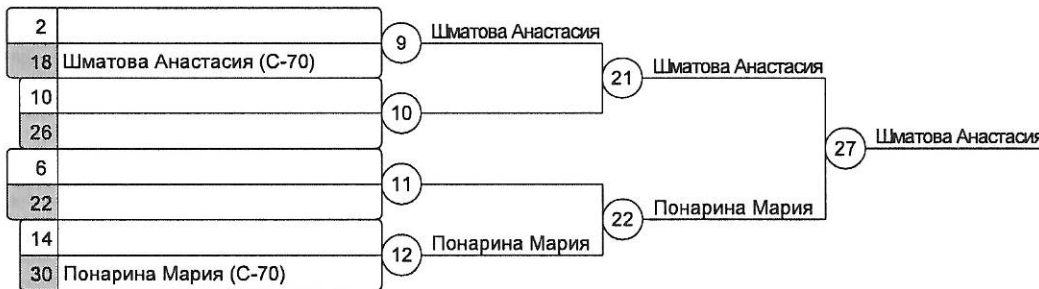 2
9
Шматова Анастасия
18 Шматова Анастасия (С-70)
21
Шматова Анастасия
10
10
26
27
Шматова Анастасия
6
11
22
22
Понарина Мария
14
12
Понарина Мария
30 Понарина Мария (С-70)